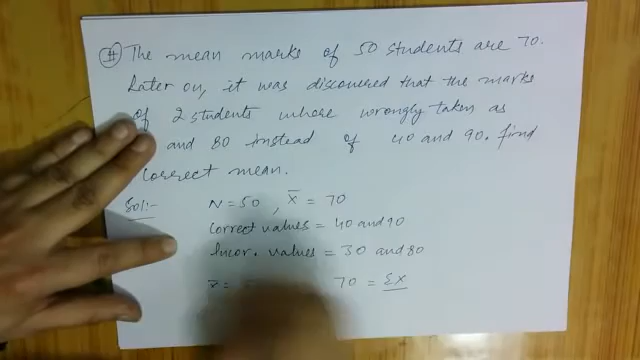 # The mean marks of 50 students are 70.
Later on, it was discovered that the marks
of 2 students whose wrongly taken as
and 80 instead of 40 and 90. find
correct mean.
Sol:- N=50, X̄ = 70
Correct values = 40 and 90
Incor. values = 30 and 80
X̄ = 70 = ΣX